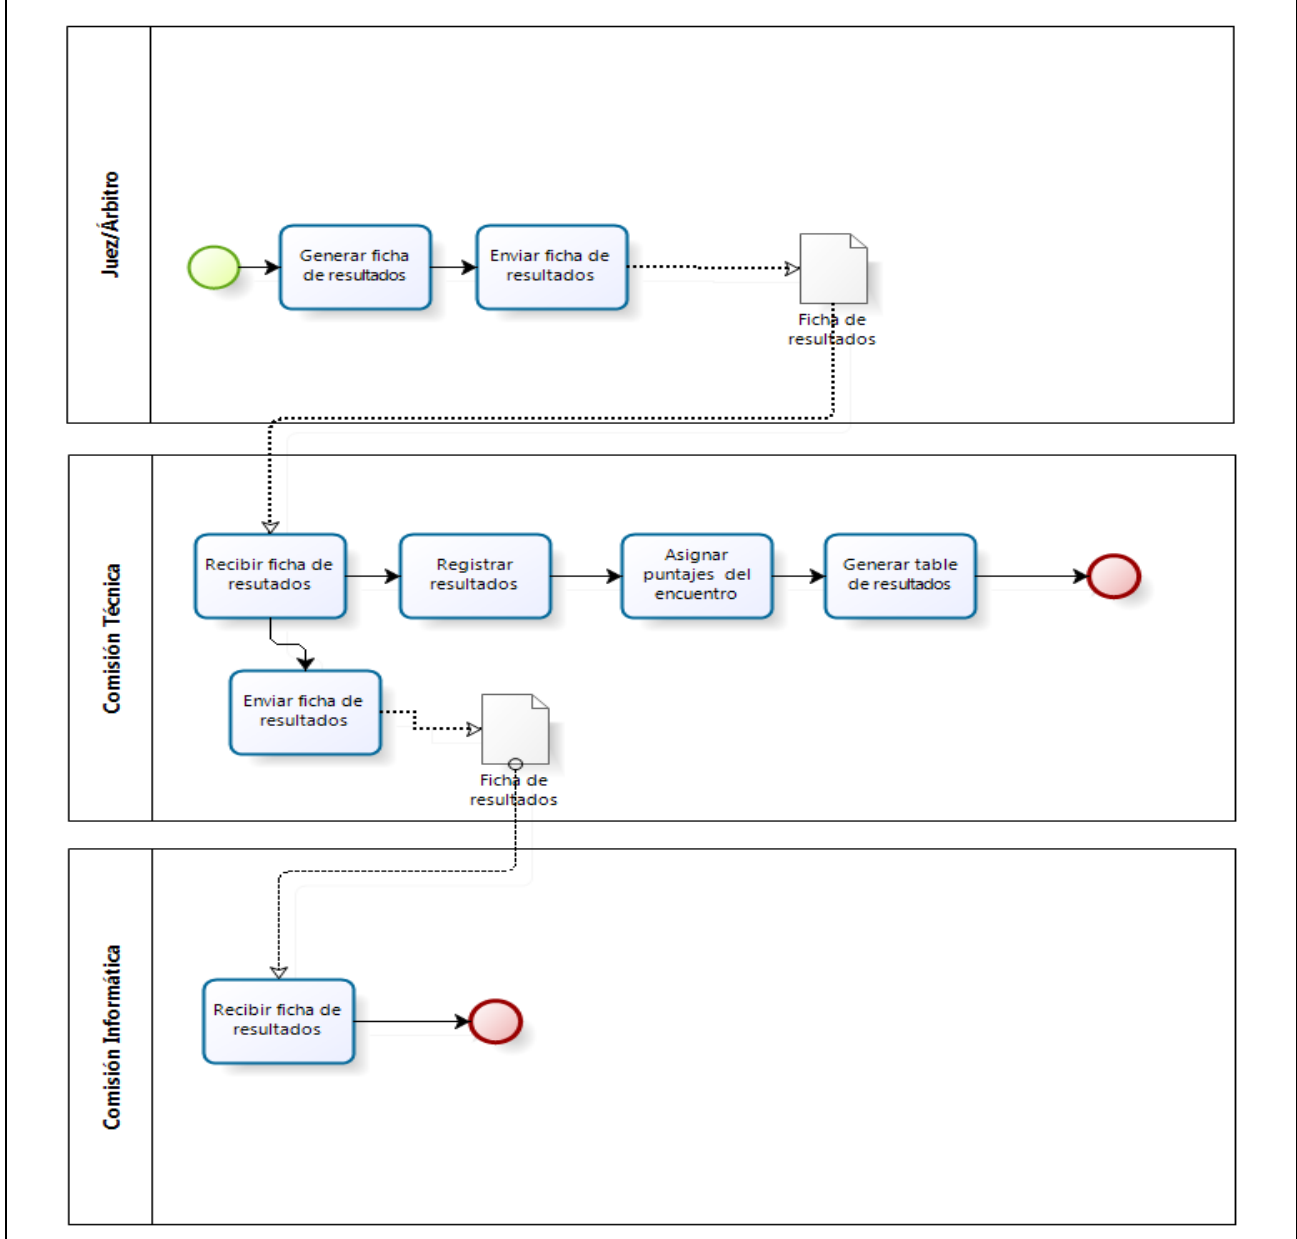 Juez/Árbitro
Generar ficha
de resultados
Enviar ficha de
resultados
Ficha de
resultados
Comisión Técnica
Recibir ficha de
resutados
Registrar
resultados
Asignar
puntajes del
encuentro
Generar table
de resultados
Enviar ficha de
resultados
Ficha de
resultados
Comisión Informática
Recibir ficha de
resultados